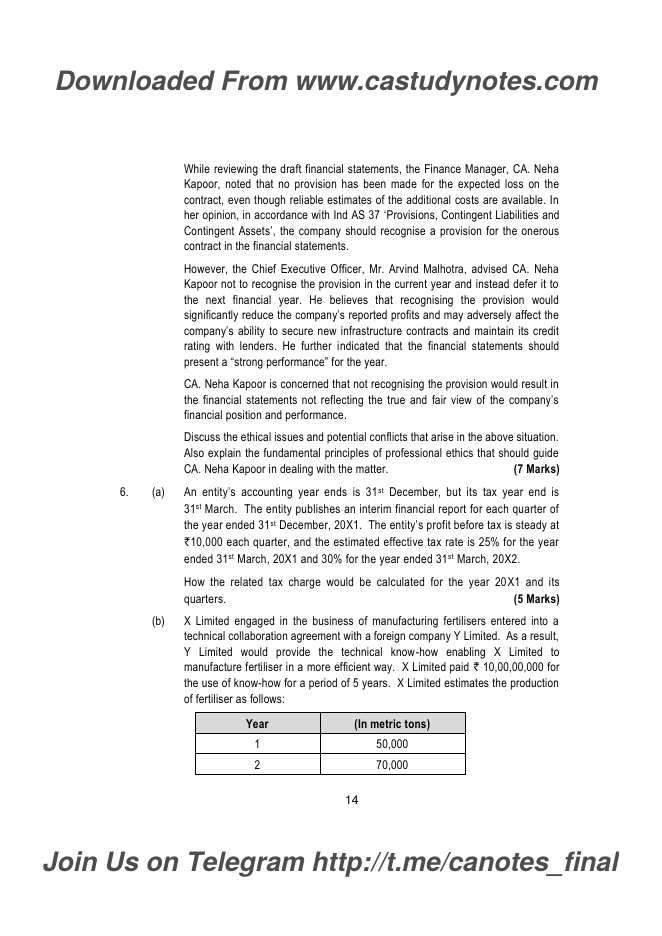 Downloaded From www.castudynotes.com
While reviewing the draft financial statements, the Finance Manager, CA. Neha
Kapoor, noted that no provision has been made for the expected loss on the
contract, even though reliable estimates of the additional costs are available. In
her opinion, in accordance with Ind AS 37 ‘Provisions, Contingent Liabilities and
Contingent Assets’, the company should recognise a provision for the onerous
contract in the financial statements.
However, the Chief Executive Officer, Mr. Arvind Malhotra, advised CA. Neha
Kapoor not to recognise the provision in the current year and instead defer it to
the next financial year. He believes that recognising the provision would
significantly reduce the company’s reported profits and may adversely affect the
company’s ability to secure new infrastructure contracts and maintain its credit
rating with lenders. He further indicated that the financial statements should
present a “strong performance” for the year.
CA. Neha Kapoor is concerned that not recognising the provision would result in
the financial statements not reflecting the true and fair view of the company’s
financial position and performance.
Discuss the ethical issues and potential conflicts that arise in the above situation.
Also explain the fundamental principles of professional ethics that should guide
CA. Neha Kapoor in dealing with the matter. (7 Marks)
6. (a) An entity’s accounting year ends is 31st December, but its tax year end is
31st March. The entity publishes an interim financial report for each quarter of
the year ended 31st December, 20X1. The entity’s profit before tax is steady at
₹10,000 each quarter, and the estimated effective tax rate is 25% for the year
ended 31st March, 20X1 and 30% for the year ended 31st March, 20X2.
How the related tax charge would be calculated for the year 20X1 and its
quarters. (5 Marks)
(b) X Limited engaged in the business of manufacturing fertilisers entered into a
technical collaboration agreement with a foreign company Y Limited. As a result,
Y Limited would provide the technical know-how enabling X Limited to
manufacture fertiliser in a more efficient way. X Limited paid ₹ 10,00,00,000 for
the use of know-how for a period of 5 years. X Limited estimates the production
of fertiliser as follows:
Year (In metric tons)
1 50,000
2 70,000
14
Join Us on Telegram http://t.me/canotes_final